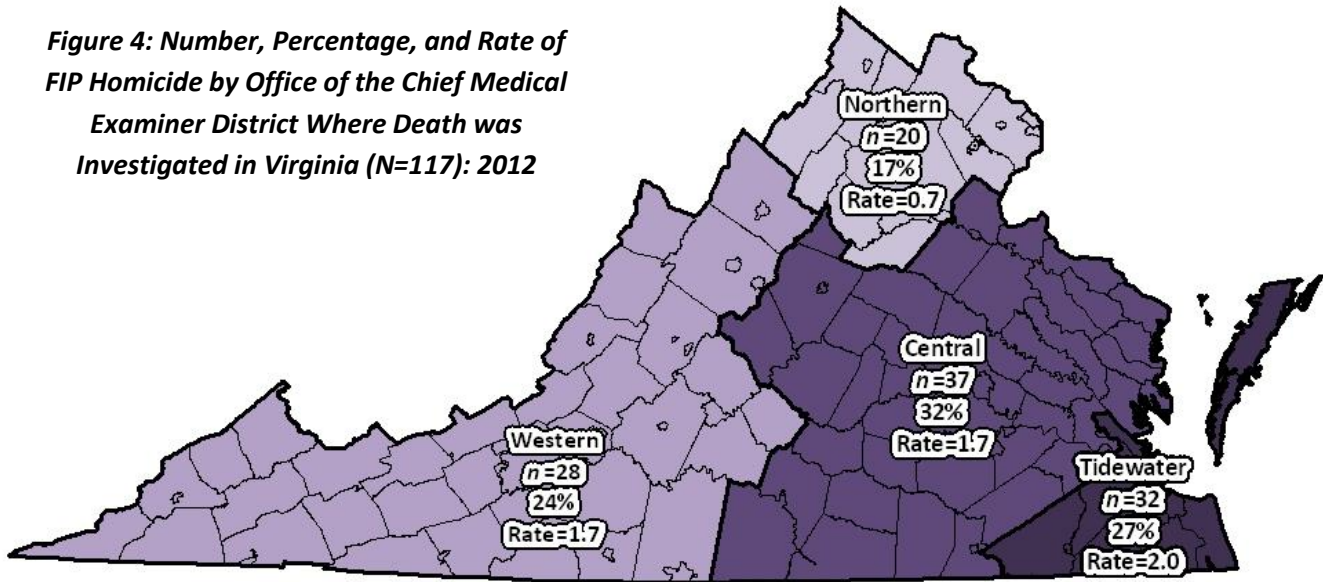 Figure 4: Number, Percentage, and Rate of
FIP Homicide by Office of the Chief Medical
Examiner District Where Death was
Investigated in Virginia (N=117): 2012
Northern
n=20
17%
Rate=0.7
Central
n=37
32%
Rate=1.7
Western
n=28
24%
Rate=1.7
Tidewater
n=32
27%
Rate=2.0